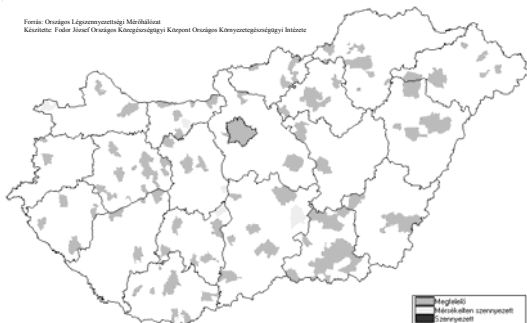 Forrás: Országos Légszennyezettségi Mérőhálózat
Készítette: Fodor József Országos Közegészségügyi Központ Országos Környezetegészségügyi Intézete
Megfelelő
Mérsékelten szennyezett
Szennyezett